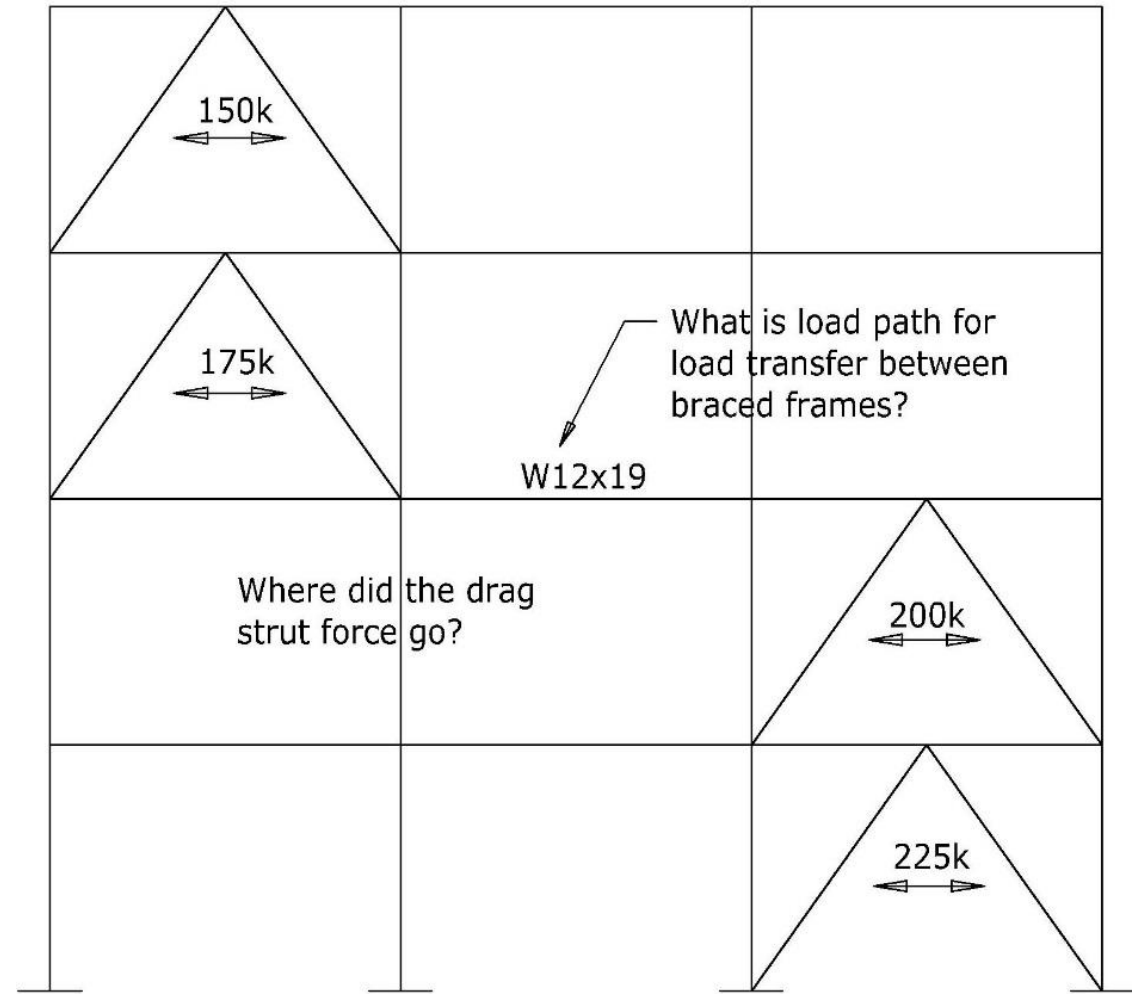 150k
175k
What is load path for
load transfer between
braced frames?
W12x19
Where did the drag
strut force go?
200k
225k